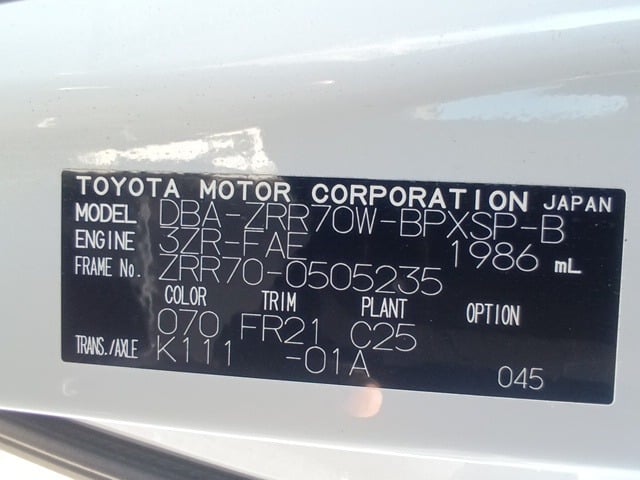 TOYOTA MOTOR CORPORATION JAPAN
MODEL DBA-ZRR70W-BPXSP-B
ENGINE 3ZR-FAE 1986 mL
FRAME No. ZRR70-0505235
COLOR TRIM PLANT OPTION
070 FR21 C25
TRANS./AXLE K111 -01A 045